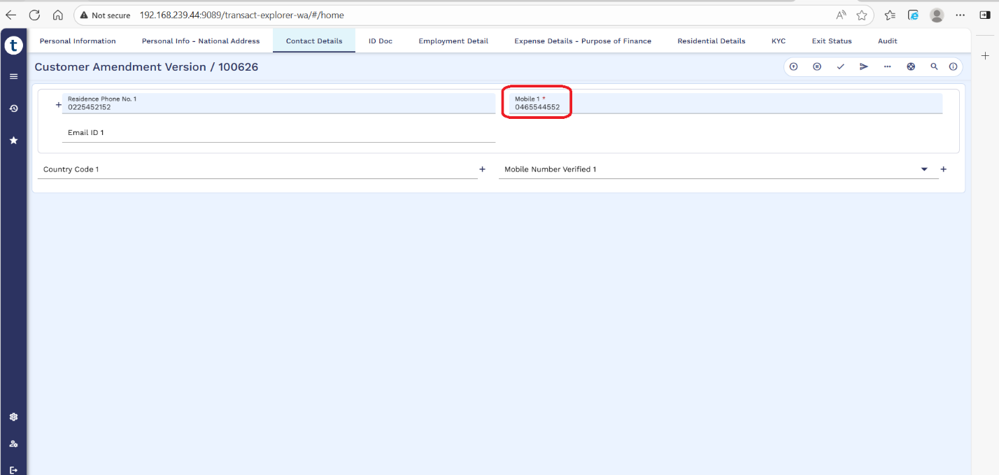 Not secure 192.168.239.44:9089/transact-explorer-wa/#/home
t
Personal Information Personal Info - National Address Contact Details ID Doc Employment Detail Expense Details - Purpose of Finance Residential Details KYC Exit Status Audit
Customer Amendment Version / 100626
Residence Phone No. 1
0225452152
Mobile 1 *
0465544552
Email ID 1
Country Code 1
Mobile Number Verified 1